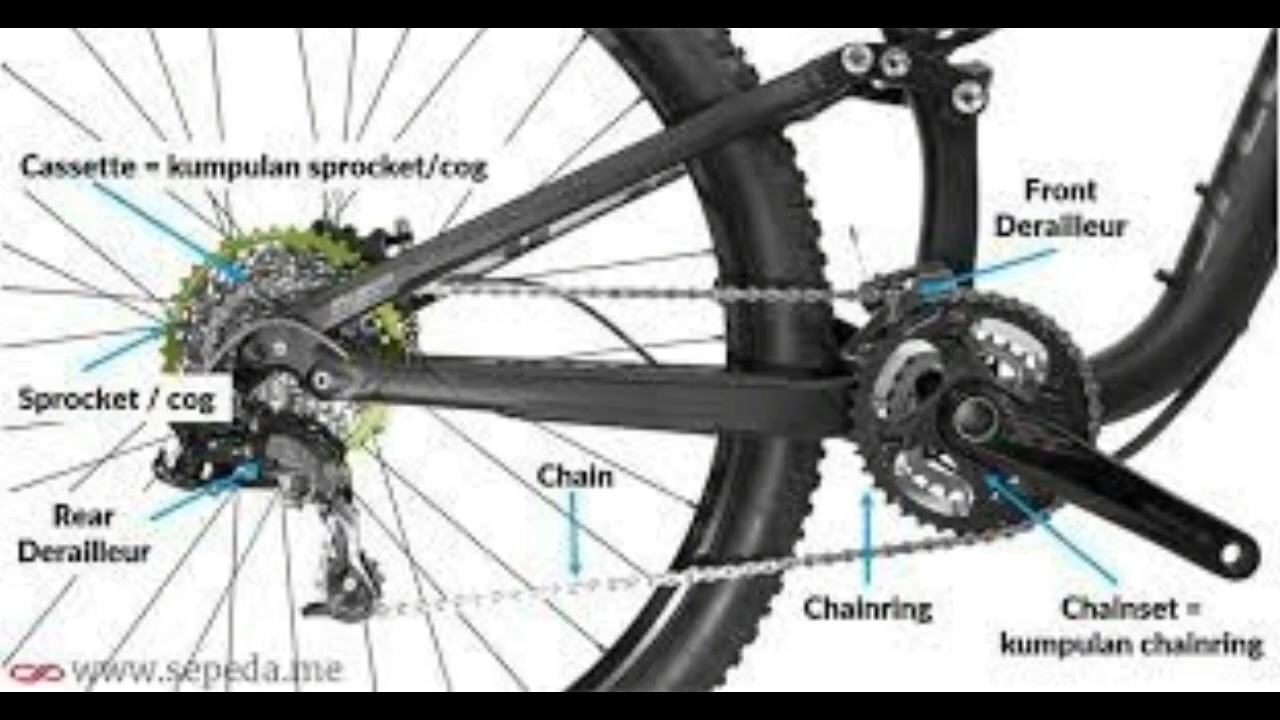 Cassette = kumpulan sprocket/cog
Front
Derailleur
Sprocket / cog
Chain
Rear
Derailleur
Chainring
Chainset =
kumpulan chainring
www.sepeda.me